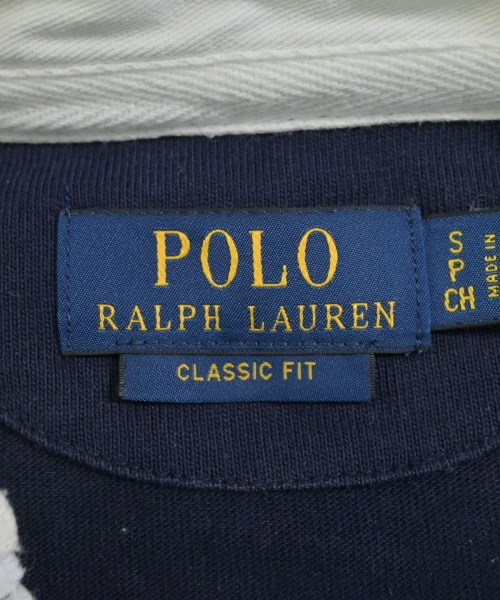 POLO
RALPH LAUREN
CLASSIC FIT
S
P
CH
MADE IN